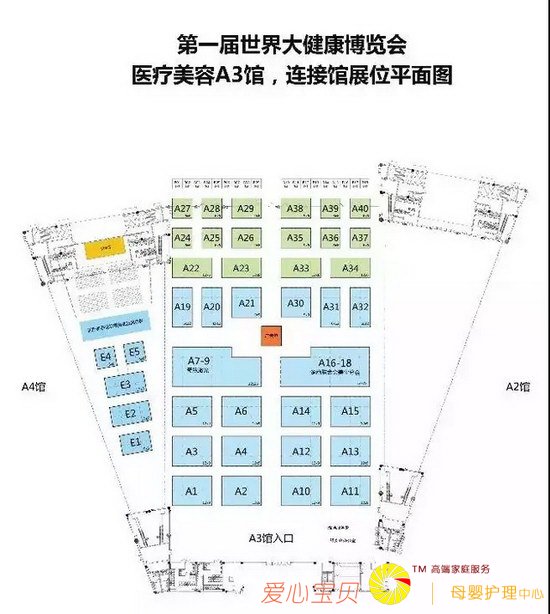 第一届世界大健康博览会
医疗美容A3馆，连接馆展位平面图
A27 A28 A29 A38 A39 A40
A24 A25 A26 A35 A36 A37
A22 A23 A33 A34
A19 A20 A21 A30 A31 A32
E4 E5
A7-9 A16-18
E3
A4馆 A2馆
A5 A6 A14 A15
E2
E1
A3 A4 A12 A13
A1 A2 A10 A11
A3馆入口
TM 高端家庭服务
爱心宝贝 母婴护理中心